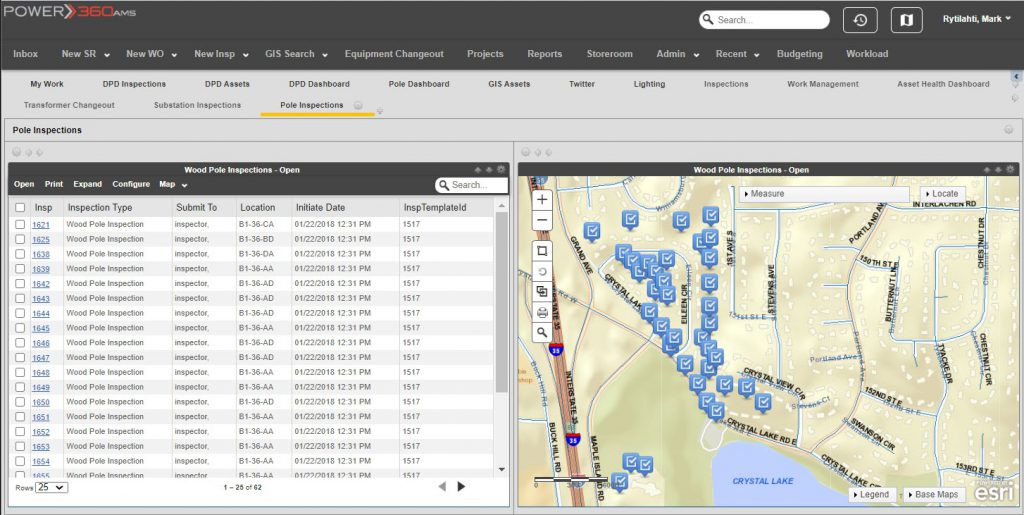 POWER 360 AMS
Search...
Rytilahti, Mark
Inbox New SR New WO New Insp GIS Search Equipment Changeout Projects Reports Storeroom Admin Recent Budgeting Workload
My Work DPD Inspections DPD Assets DPD Dashboard Pole Dashboard GIS Assets Twitter Lighting Inspections Work Management Asset Health Dashboard
Transformer Changeout Substation Inspections Pole Inspections
Pole Inspections
Wood Pole Inspections - Open
Open Print Expand Configure Map Search...
Insp Inspection Type Submit To Location Initiate Date InspTemplateId
1621 Wood Pole Inspection inspector, B1-36-CA 01/22/2018 12:31 PM 1517
1625 Wood Pole Inspection inspector, B1-36-BD 01/22/2018 12:31 PM 1517
1638 Wood Pole Inspection inspector, B1-36-DA 01/22/2018 12:31 PM 1517
1639 Wood Pole Inspection inspector, B1-36-AA 01/22/2018 12:31 PM 1517
1642 Wood Pole Inspection inspector, B1-36-AD 01/22/2018 12:31 PM 1517
1643 Wood Pole Inspection inspector, B1-36-AD 01/22/2018 12:31 PM 1517
1644 Wood Pole Inspection inspector, B1-36-AD 01/22/2018 12:31 PM 1517
1645 Wood Pole Inspection inspector, B1-36-AA 01/22/2018 12:31 PM 1517
1646 Wood Pole Inspection inspector, B1-36-AD 01/22/2018 12:31 PM 1517
1647 Wood Pole Inspection inspector, B1-36-AA 01/22/2018 12:31 PM 1517
1648 Wood Pole Inspection inspector, B1-36-AA 01/22/2018 12:31 PM 1517
1649 Wood Pole Inspection inspector, B1-36-AA 01/22/2018 12:31 PM 1517
1650 Wood Pole Inspection inspector, B1-36-AD 01/22/2018 12:31 PM 1517
1651 Wood Pole Inspection inspector, B1-36-AA 01/22/2018 12:31 PM 1517
1652 Wood Pole Inspection inspector, B1-36-AA 01/22/2018 12:31 PM 1517
1653 Wood Pole Inspection inspector, B1-36-AA 01/22/2018 12:31 PM 1517
1654 Wood Pole Inspection inspector, B1-36-AA 01/22/2018 12:31 PM 1517
1655 Wood Pole Inspection inspector, B1-36-AA 01/22/2018 12:31 PM 1517
Rows 25 1 – 25 of 62
Wood Pole Inspections - Open
Measure
Locate
INTERLACHEN RD
GRAND AVE
1ST AVE S
PORTLAND AVE
CHESTNUT DR
150TH ST E
STEVENS AVE
BUTTERNUT LN
EILEEN CIR
151st St E
Portland Ave
TYACKE DR
CHESTNUT CIR
35
INTERSTATE 35
Buck Hill Rd
CRYSTAL VIEW CIR
152ND ST E
Stevens Ct
SWANSON CIR
CRYSTAL LAKE RD E
35
BUCK HILL RD
MAPLE ISLAND RD
153RD ST E
CRYSTAL LAKE
Legend
Base Maps
POWERED BY
esri